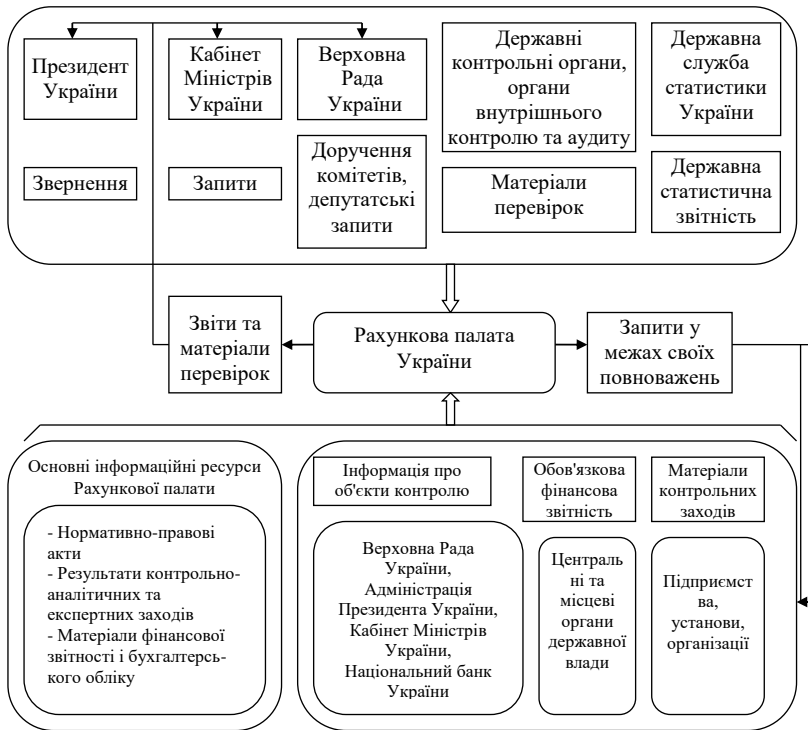 Президент
України
Кабінет
Міністрів
України
Верховна
Рада
України
Державні
контрольні органи,
органи
внутрішнього
контролю та аудиту
Державна
служба
статистики
України
Звернення
Запити
Доручення
комітетів,
депутатські
запити
Матеріали
перевірок
Державна
статистична
звітність
Звіти та
матеріали
перевірок
Рахункова палата
України
Запити у
межах своїх
повноважень
Основні інформаційні ресурси
Рахункової палати
- Нормативно-правові
акти
- Результати контрольно-
аналітичних та
експертних заходів
- Матеріали фінансової
звітності і бухгалтерсь-
кого обліку
Інформація про
об'єкти контролю
Обов'язкова
фінансова
звітність
Матеріали
контрольних
заходів
Верховна Рада
України,
Адміністрація
Президента України,
Кабінет Міністрів
України,
Національний банк
України
Централь
ні та
місцеві
органи
державної
влади
Підприємст
ва,
установи,
організації